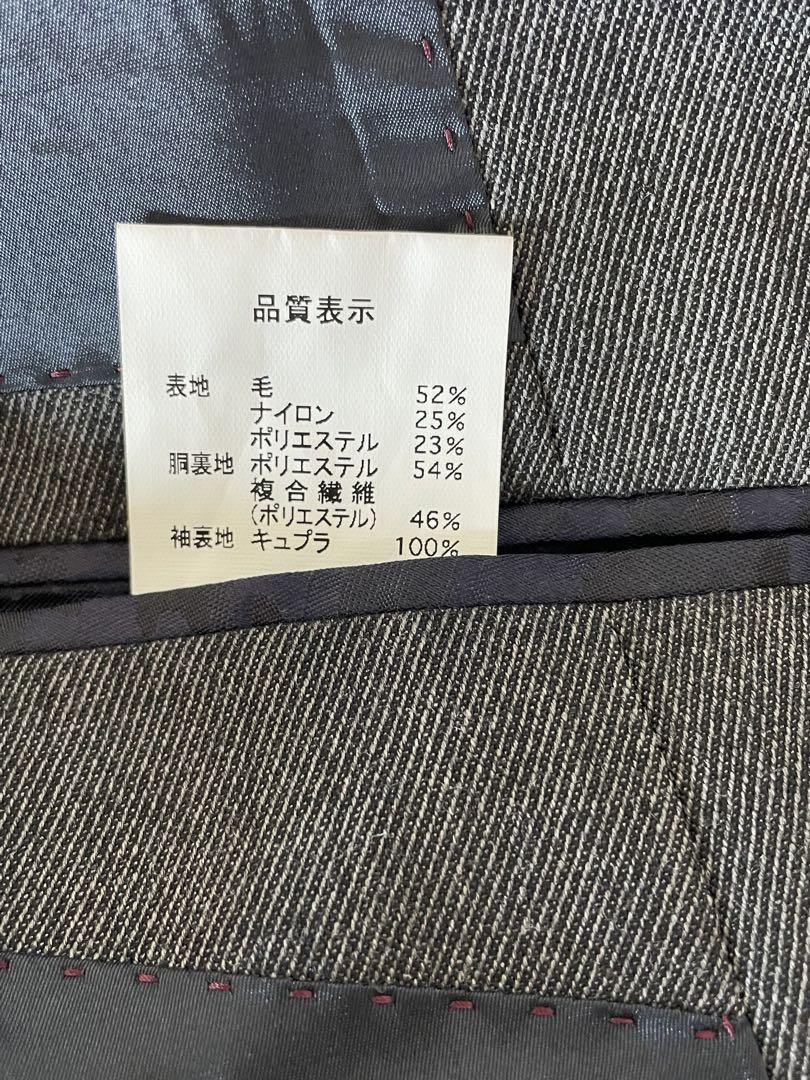 品質表示
表地 毛 52%
ナイロン 25%
ポリエステル 23%
胴裏地 ポリエステル 54%
複合繊維
(ポリエステル) 46%
袖裏地 キュプラ 100%